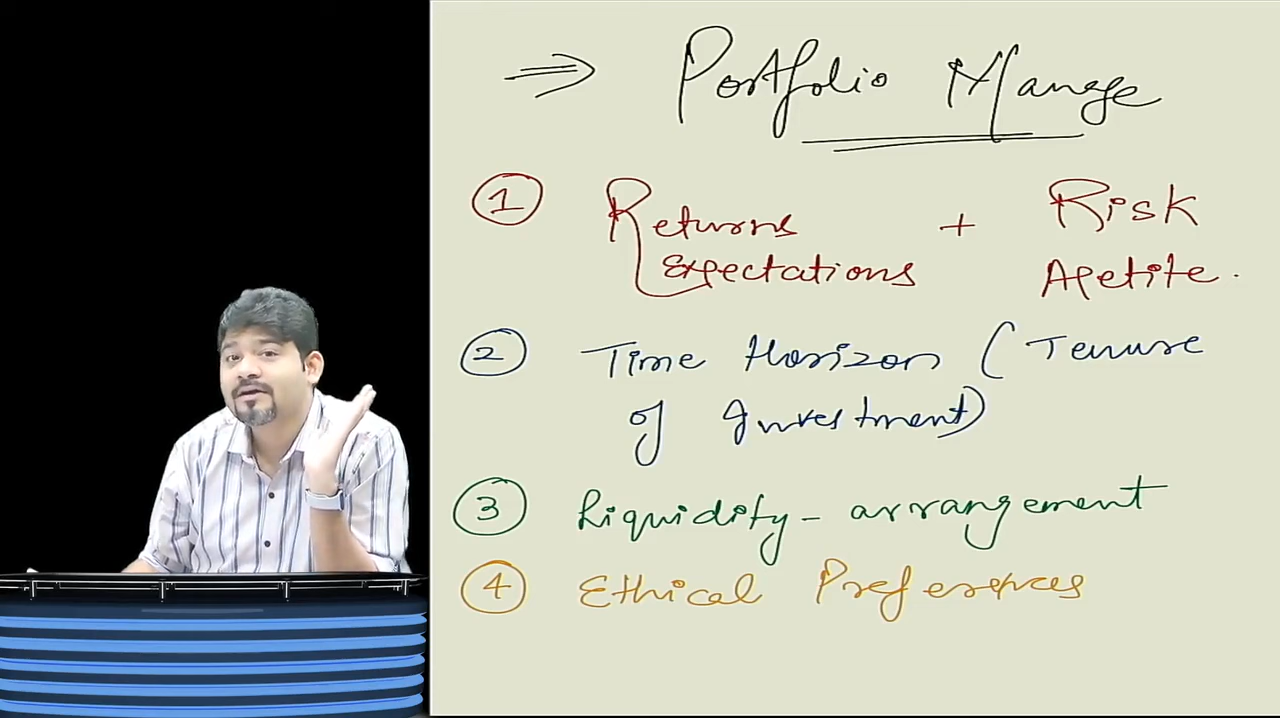 ⇒ Portfolio Manage
① Returns + Risk
Expectations Apetite.
② Time Horizon (Tenure
of Investment)
③ Liquidity - arrangement
④ Ethical Preferences